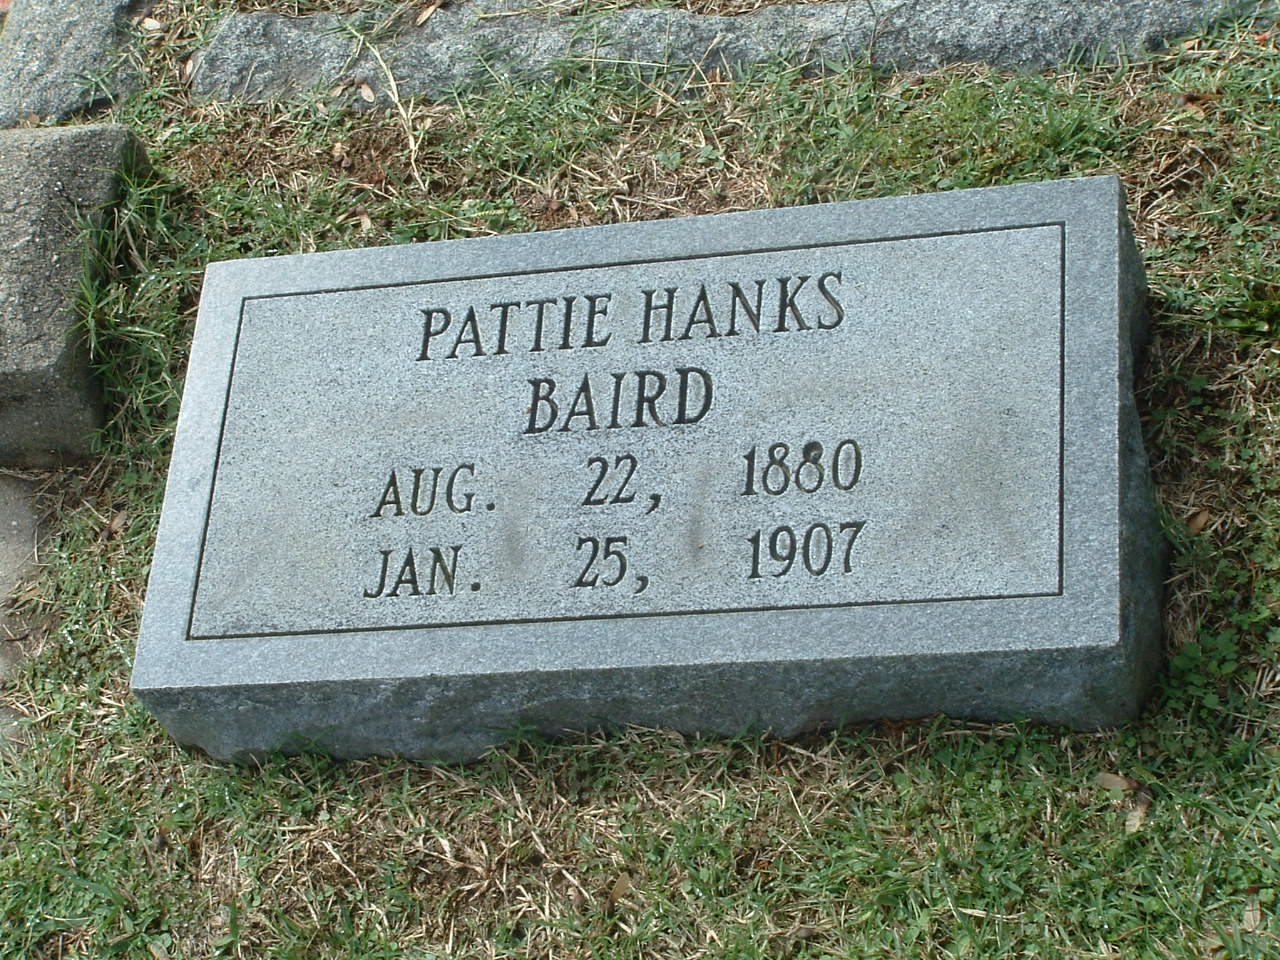 PATTIE HANKS
BAIRD
AUG. 22, 1880
JAN. 25, 1907